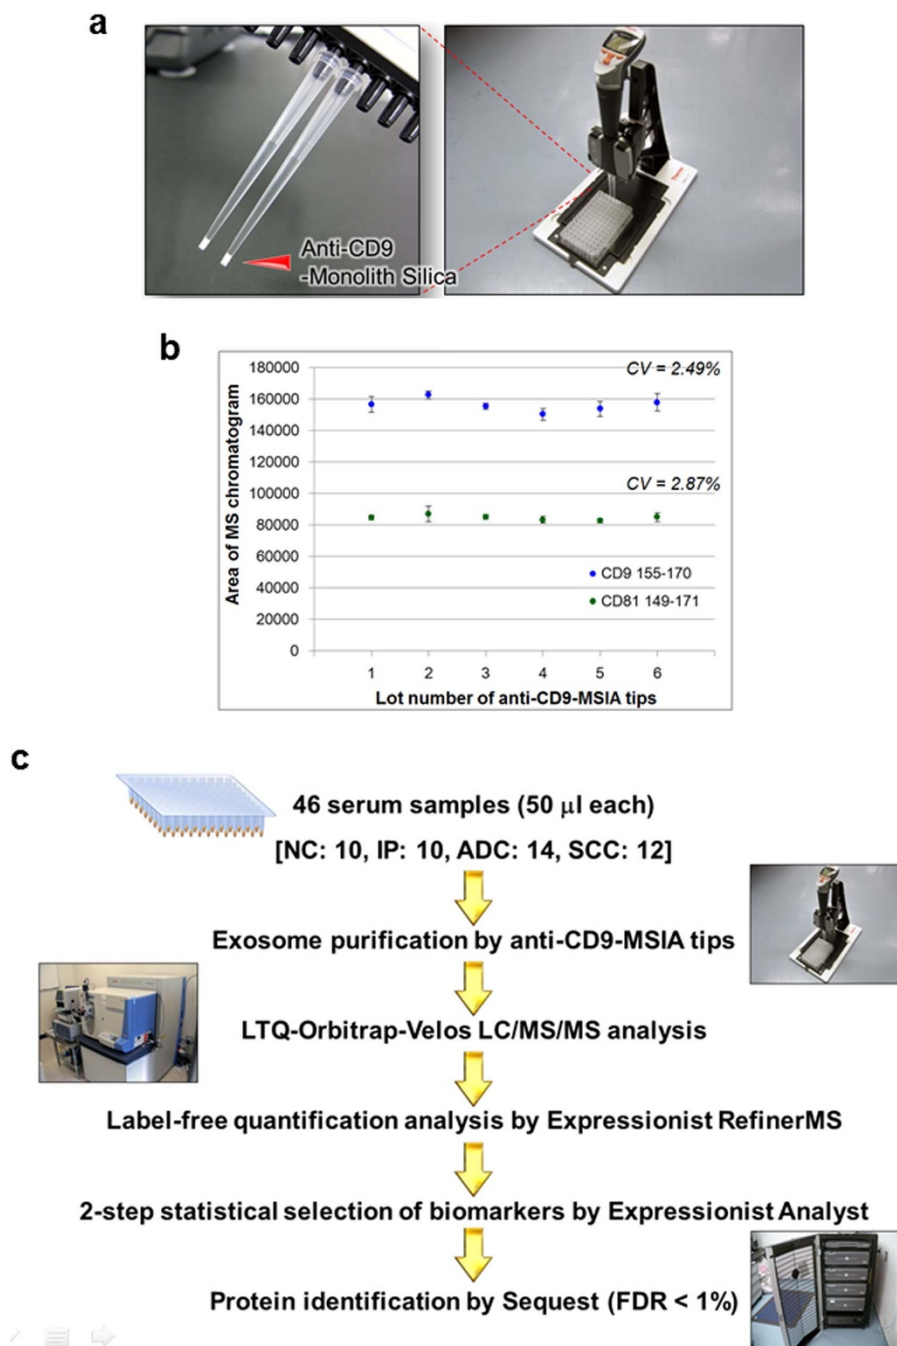 a
Anti-CD9
-Monolith Silica
b
180000
160000
140000
120000
100000
80000
60000
40000
20000
0
Area of MS chromatogram
CV = 2.49%
CV = 2.87%
CD9 155-170
CD81 149-171
1 2 3 4 5 6
Lot number of anti-CD9-MSIA tips
c
46 serum samples (50 μl each)
[NC: 10, IP: 10, ADC: 14, SCC: 12]
Exosome purification by anti-CD9-MSIA tips
LTQ-Orbitrap-Velos LC/MS/MS analysis
Label-free quantification analysis by Expressionist RefinerMS
2-step statistical selection of biomarkers by Expressionist Analyst
Protein identification by Sequest (FDR < 1%)